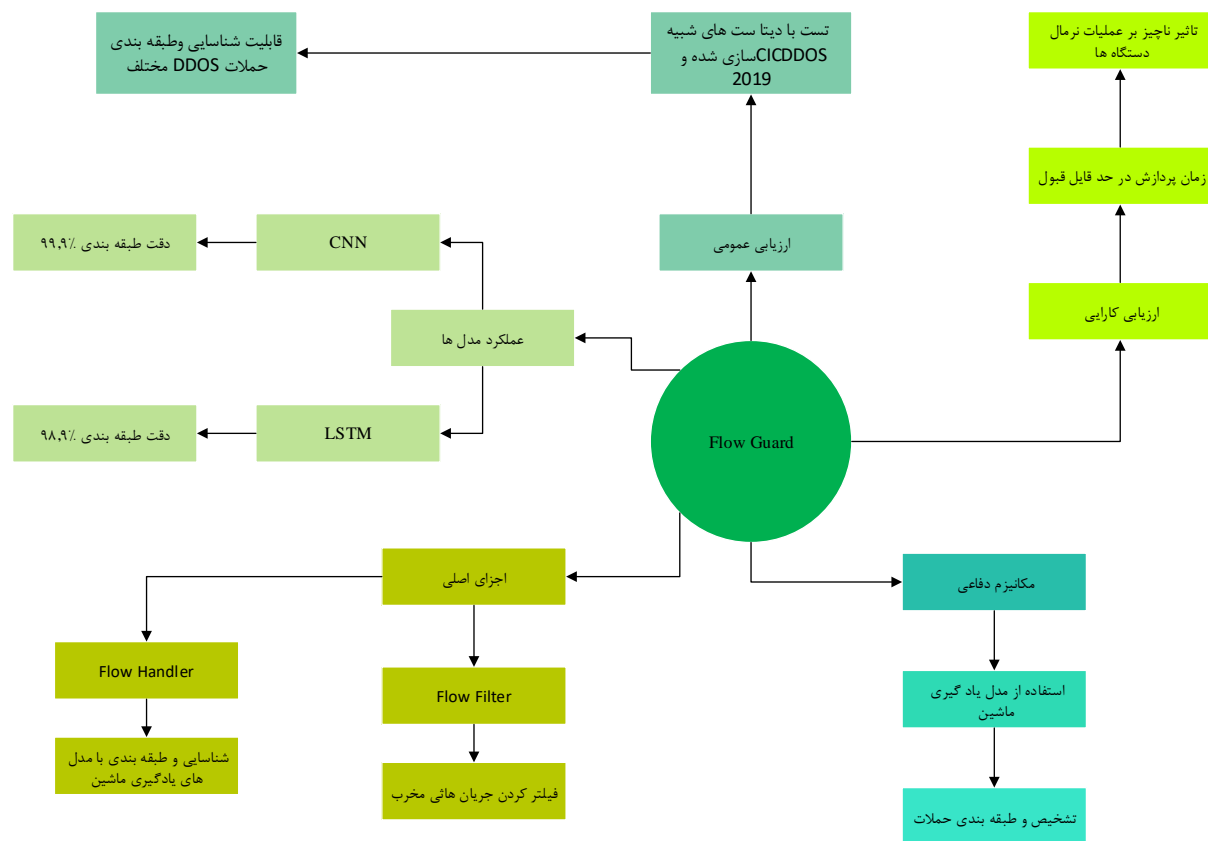 تاثیر ناچیز بر عملیات نرمال
دستگاه ها
تست با دیتا ست های شبیه
سازی شده و CICDDOS
2019
قابلیت شناسایی وطبقه بندی
حملات DDOS مختلف
زمان پردازش در حد قایل قبول
ارزیابی عمومی
CNN
دقت طبقه بندی ۹۹,۹٪
ارزیابی کارایی
عملکرد مدل ها
LSTM
دقت طبقه بندی ۹۸,۹٪
Flow Guard
اجزای اصلی
مکانیزم دفاعی
Flow Handler
Flow Filter
استفاده از مدل یاد گیری
ماشین
شناسایی و طبقه بندی با مدل
های یادگیری ماشین
فیلتر کردن جریان هائی مخرب
تشخیص و طبقه بندی حملات